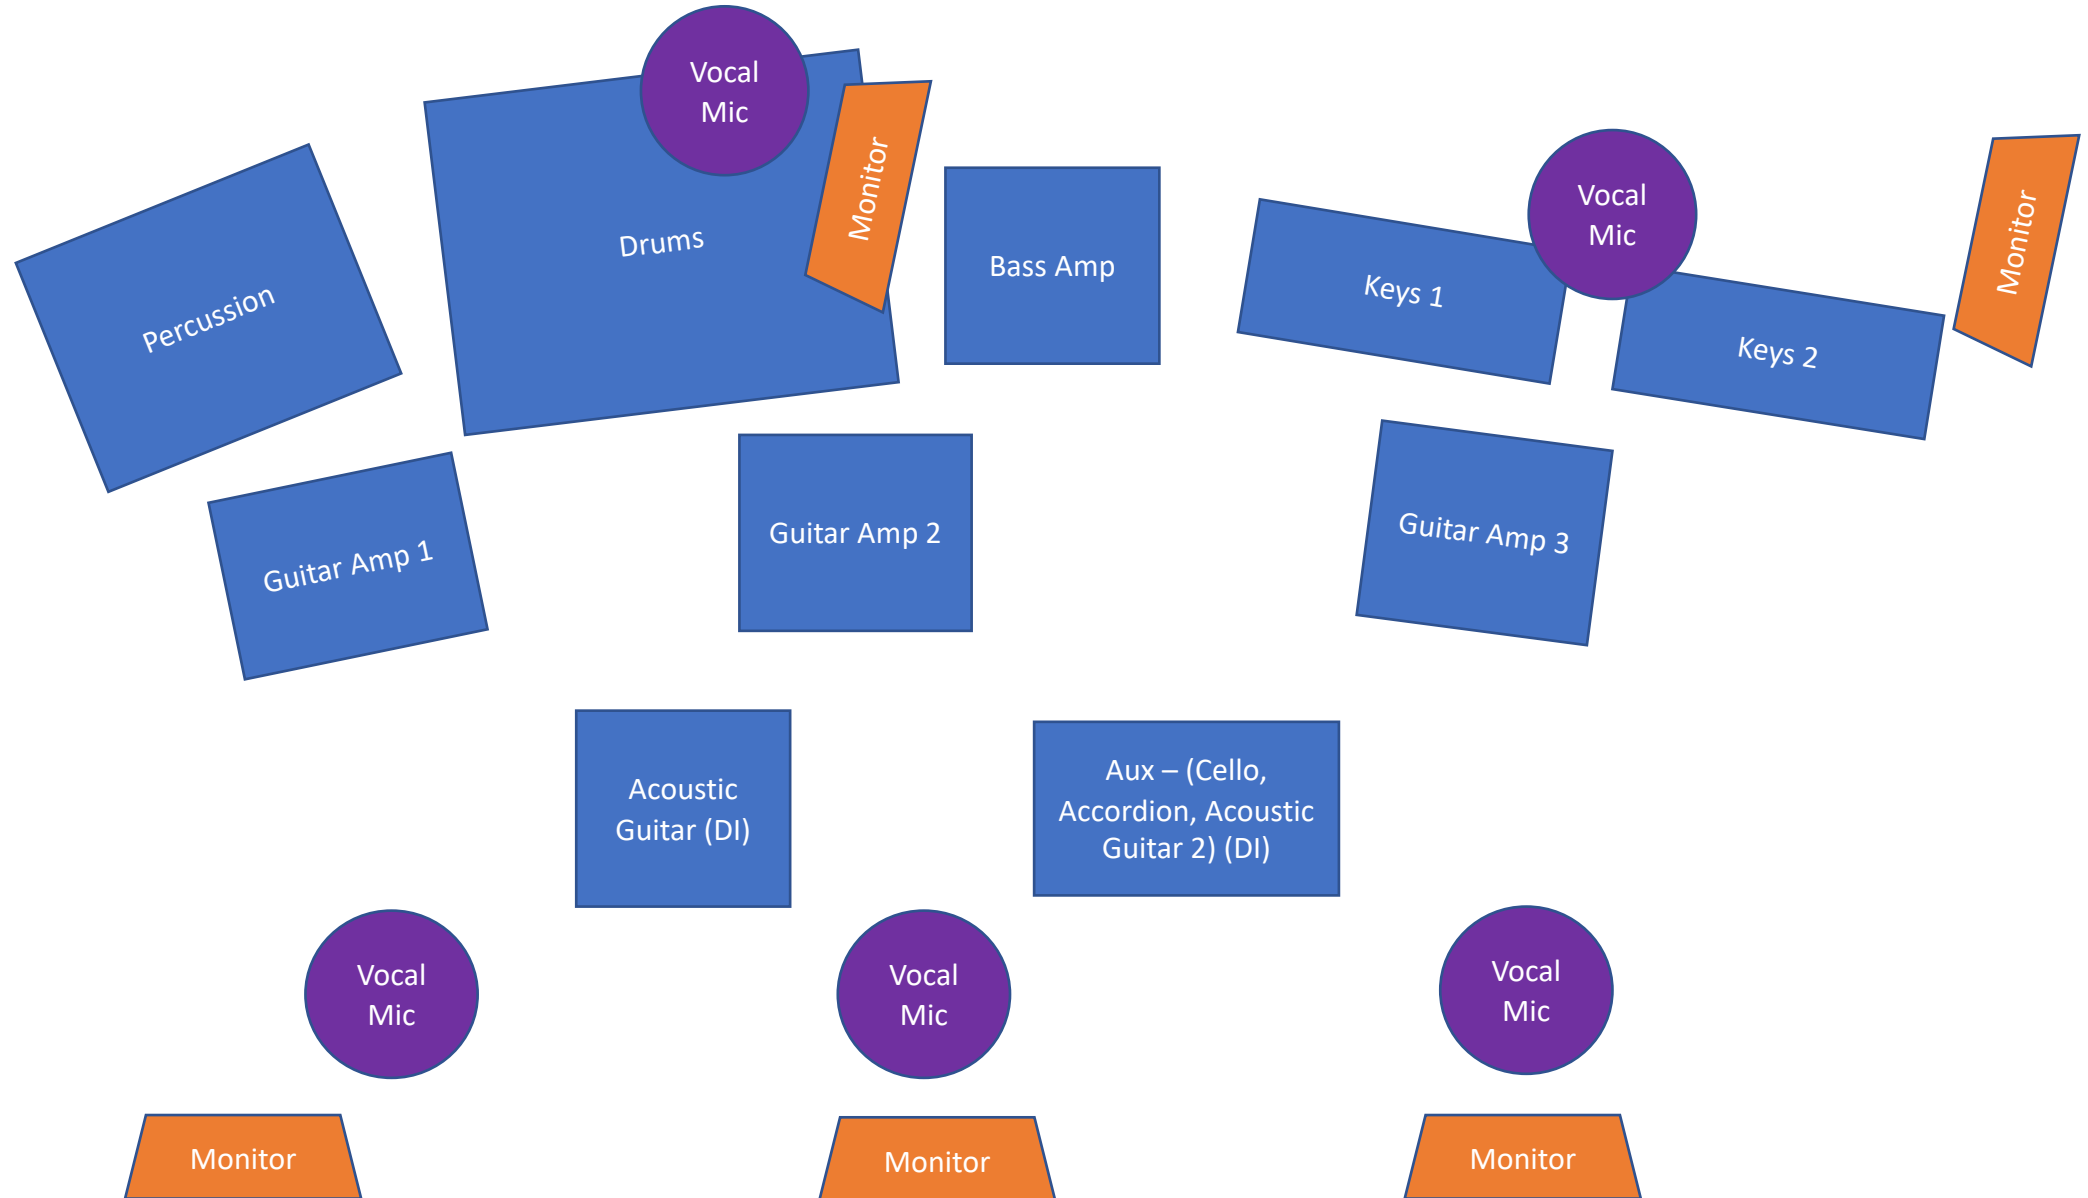 Vocal
Mic
Monitor
Drums
Percussion
Bass Amp
Vocal
Mic
Monitor
Keys 1
Keys 2
Guitar Amp 1
Guitar Amp 2
Guitar Amp 3
Acoustic
Guitar (DI)
Aux – (Cello,
Accordion, Acoustic
Guitar 2) (DI)
Vocal
Mic
Vocal
Mic
Vocal
Mic
Monitor
Monitor
Monitor